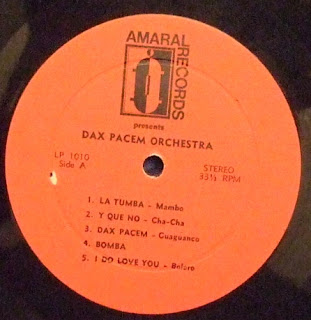 AMARAL
RECORDS
presents
DAX PACEM ORCHESTRA
LP 1010
Side A
STEREO
33⅓ RPM
1. LA TUMBA - Mambo
2. Y QUE NO - Cha-Cha
3. DAX PACEM - Guaguanco
4. BOMBA
5. I DO LOVE YOU - Bolero